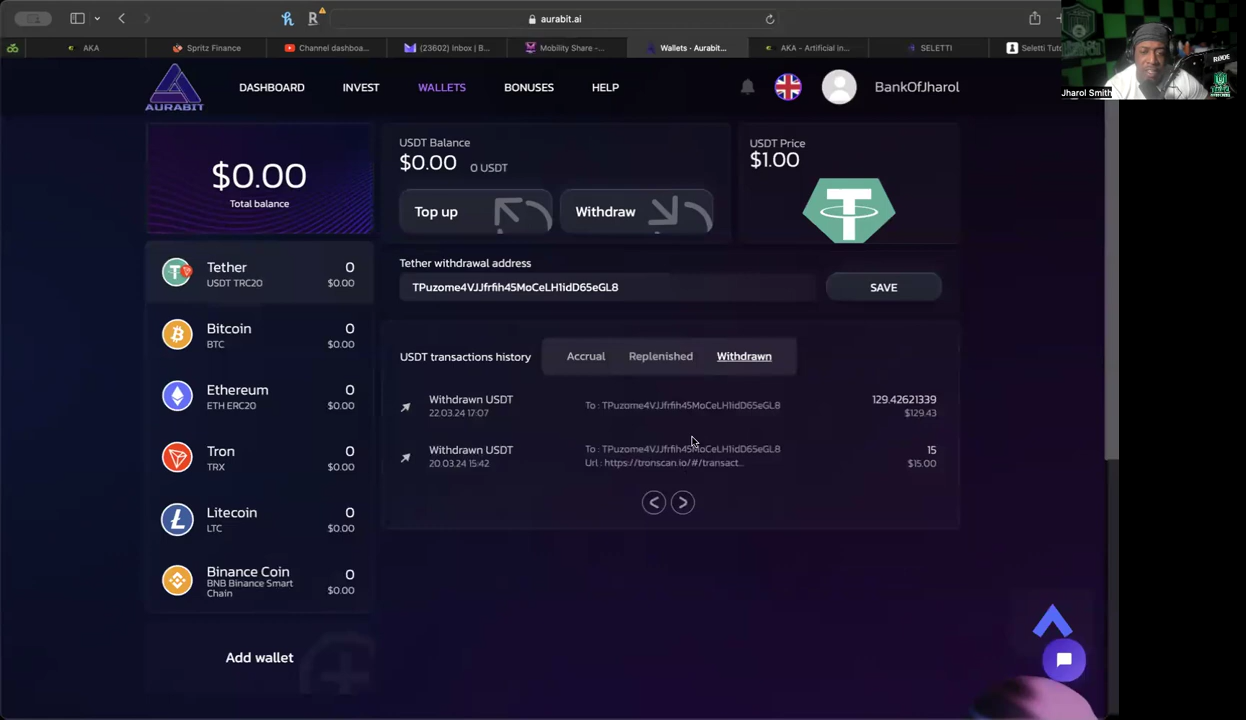 aurabit.ai
AKA
Spritz Finance
Channel dashboa...
(23602) Inbox | B...
Mobility Share -...
Wallets - Aurabit...
AKA - Artificial in...
SELETTI
Seletti Tuto
RØDE
Jharol Smith
AURABIT
DASHBOARD
INVEST
WALLETS
BONUSES
HELP
BankOfJharol
$0.00
Total balance
USDT Balance
$0.00 0 USDT
Top up
Withdraw
USDT Price
$1.00
Tether withdrawal address
TPuzome4VJJfrfih45MoCeLH1idD65eGL8
SAVE
Tether 0
USDT TRC20 $0.00
Bitcoin 0
BTC $0.00
Ethereum 0
ETH ERC20 $0.00
Tron 0
TRX $0.00
Litecoin 0
LTC $0.00
Binance Coin 0
BNB Binance Smart $0.00
Chain
Add wallet
USDT transactions history
Accrual
Replenished
Withdrawn
Withdrawn USDT
22.03.24 17:07
To : TPuzome4VJJfrfih45MoCeLH1idD65eGL8
129.42621339
$129.43
Withdrawn USDT
20.03.24 15:42
To : TPuzome4VJJfrfih45MoCeLH1idD65eGL8
Url : https://tronscan.io/#/transact...
15
$15.00